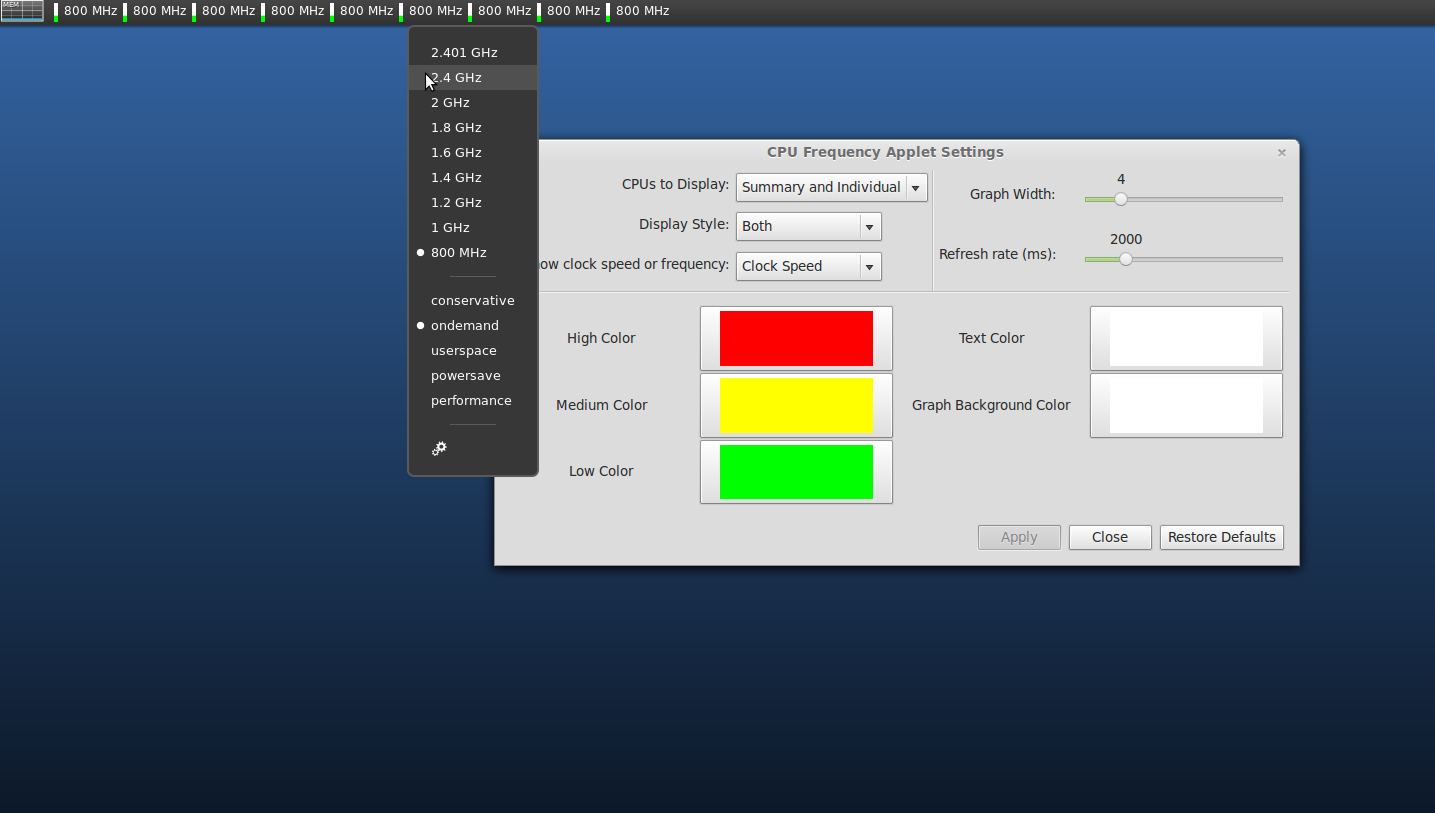 MEM
800 MHz 800 MHz 800 MHz 800 MHz 800 MHz 800 MHz 800 MHz 800 MHz 800 MHz
2.401 GHz
2.4 GHz
2 GHz
1.8 GHz
1.6 GHz
1.4 GHz
1.2 GHz
1 GHz
800 MHz
conservative
ondemand
userspace
powersave
performance
CPU Frequency Applet Settings
CPUs to Display: Summary and Individual
Display Style: Both
ow clock speed or frequency: Clock Speed
Graph Width: 4
Refresh rate (ms): 2000
High Color
Medium Color
Low Color
Text Color
Graph Background Color
Apply Close Restore Defaults